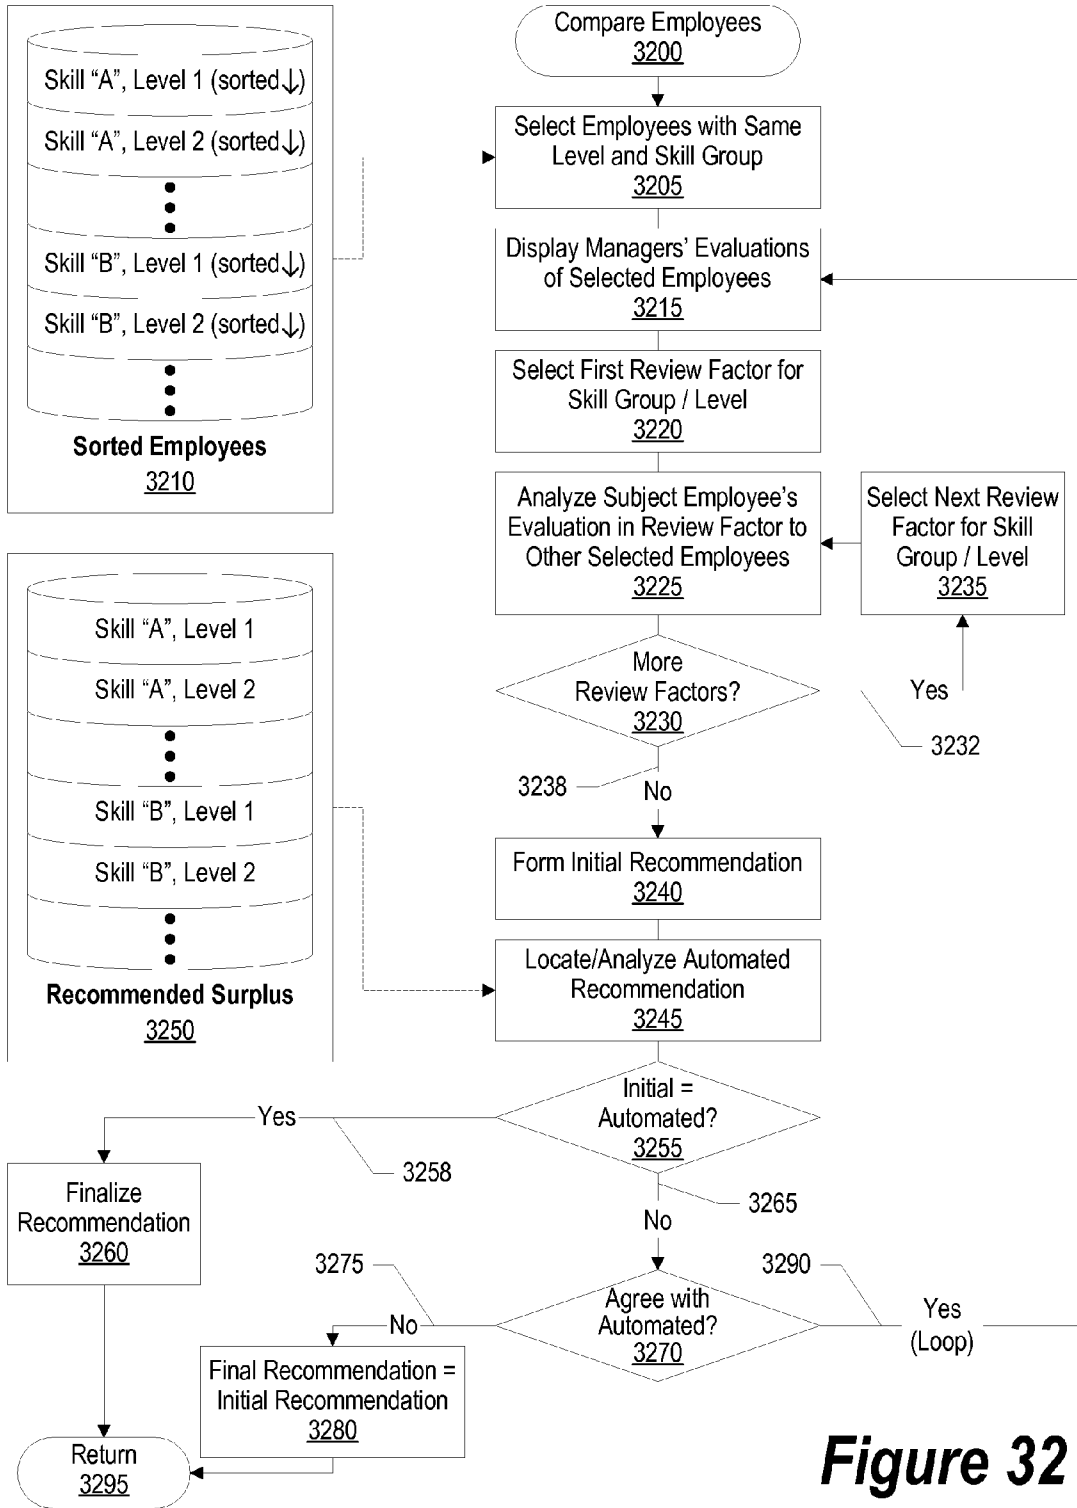 Skill “A”, Level 1 (sorted↓)
Skill “A”, Level 2 (sorted↓)
Skill “B”, Level 1 (sorted↓)
Skill “B”, Level 2 (sorted↓)
Sorted Employees
3210
Skill “A”, Level 1
Skill “A”, Level 2
Skill “B”, Level 1
Skill “B”, Level 2
Recommended Surplus
3250
Compare Employees
3200
Select Employees with Same
Level and Skill Group
3205
Display Managers’ Evaluations
of Selected Employees
3215
Select First Review Factor for
Skill Group / Level
3220
Analyze Subject Employee’s
Evaluation in Review Factor to
Other Selected Employees
3225
Select Next Review
Factor for Skill
Group / Level
3235
More
Review Factors?
3230
Yes
3232
3238
No
Form Initial Recommendation
3240
Locate/Analyze Automated
Recommendation
3245
Initial =
Automated?
3255
Yes
3258
3265
No
Finalize
Recommendation
3260
Agree with
Automated?
3270
3275
No
3290
Yes
(Loop)
Final Recommendation =
Initial Recommendation
3280
Return
3295
Figure 32